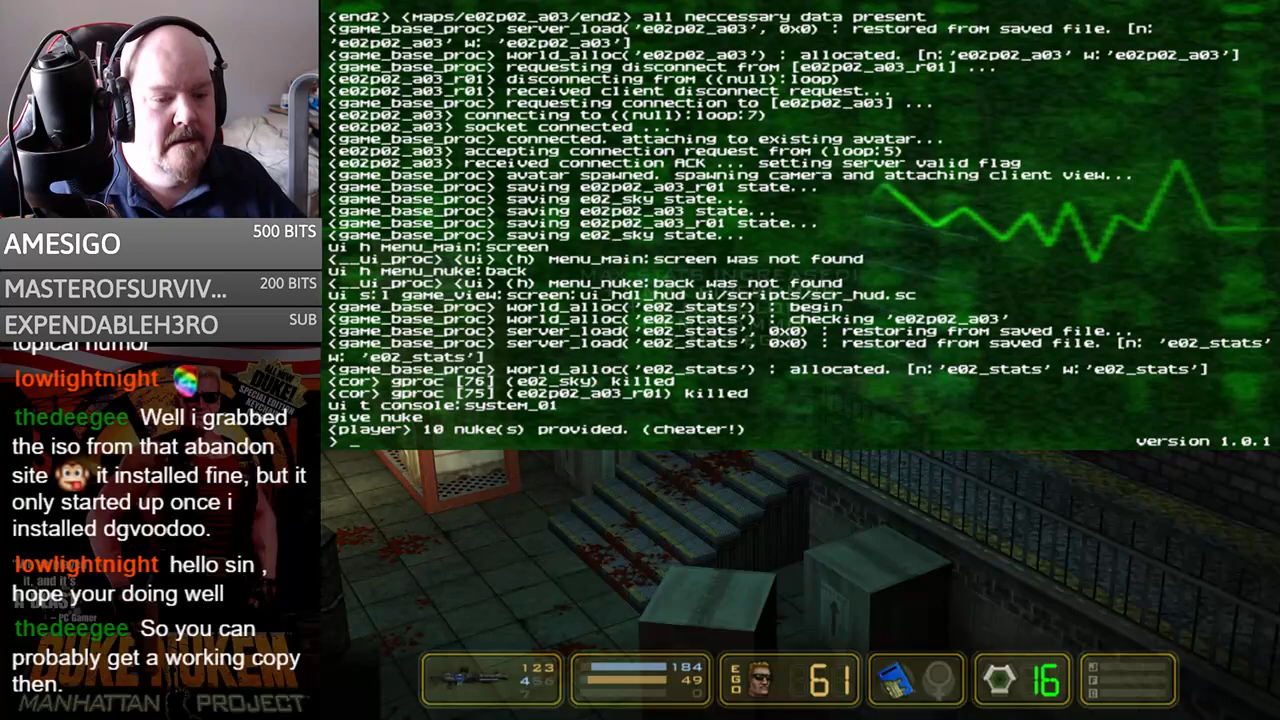 {end2} {maps/e02p02_a03/end2} all neccessary data present
{game_base_proc} server_load('e02p02_a03', 0x0) : restored from saved file. [n:
'e02p02_a03' w: 'e02p02_a03']
{game_base_proc} world_alloc('e02p02_a03') : allocated. [n:'e02p02_a03' w:'e02p02_a03']
{game_base_proc} requesting disconnect from [e02p02_a03_r01] ...
{e02p02_a03_r01} disconnecting from ((null):loop)
{e02p02_a03_r01} received client disconnect request...
{game_base_proc} requesting connection to [e02p02_a03] ...
{game_base_proc} connecting to ((null):loop:7)
{e02p02_a03} socket connected ...
{game_base_proc} connected. attaching to existing avatar...
{e02p02_a03} accepting connection request from (loop:5)
{e02p02_a03} received connection ACK ... setting server valid flag
{game_base_proc} avatar spawned. spawning camera and attaching client view...
{game_base_proc} saving e02p02_a03_r01 state...
{game_base_proc} saving e02_sky state...
{game_base_proc} saving e02p02_a03 state...
{game_base_proc} saving e02p02_a03_r01 state...
{game_base_proc} saving e02_sky state...
ui h Menu_Main:screen
{__ui_proc} {ui} (h) Menu_Main:screen was not found
ui h Menu_nuke:back
{__ui_proc} {ui} (h) Menu_nuke:back was not found
ui s:l game_view:screen:ui_hdl_hud ui/scripts/scr_hud.sc
{game_base_proc} world_alloc('e02_stats') : begin
{game_base_proc} world_alloc('e02_stats') : checking 'e02p02_a03'
{game_base_proc} server_load('e02_stats', 0x0) : restoring from saved file...
{game_base_proc} server_load('e02_stats', 0x0) : restored from saved file. [n: 'e02_stats'
w: 'e02_stats']
{game_base_proc} world_alloc('e02_stats') : allocated. [n:'e02_stats' w:'e02_stats']
{cor} gproc [76] (e02_sky) killed
{cor} gproc [75] (e02p02_a03_r01) killed
ui t console:system_01
give nuke
{player} 10 nuke(s) provided. (cheater!)
> _
version 1.0.1
AMESIGO 500 BITS
MASTEROFSURVIV... 200 BITS
EXPENDABLEH3RO SUB
topical humor
lowlightnight
thedeegee Well i grabbed
the iso from that abandon
site it installed fine, but it
only started up once i
installed dgvoodoo.
lowlightnight hello sin ,
hope your doing well
thedeegee So you can
probably get a working copy
then.
MANHATTAN PROJECT
123
456
7
184
49
0
EGO 61
16